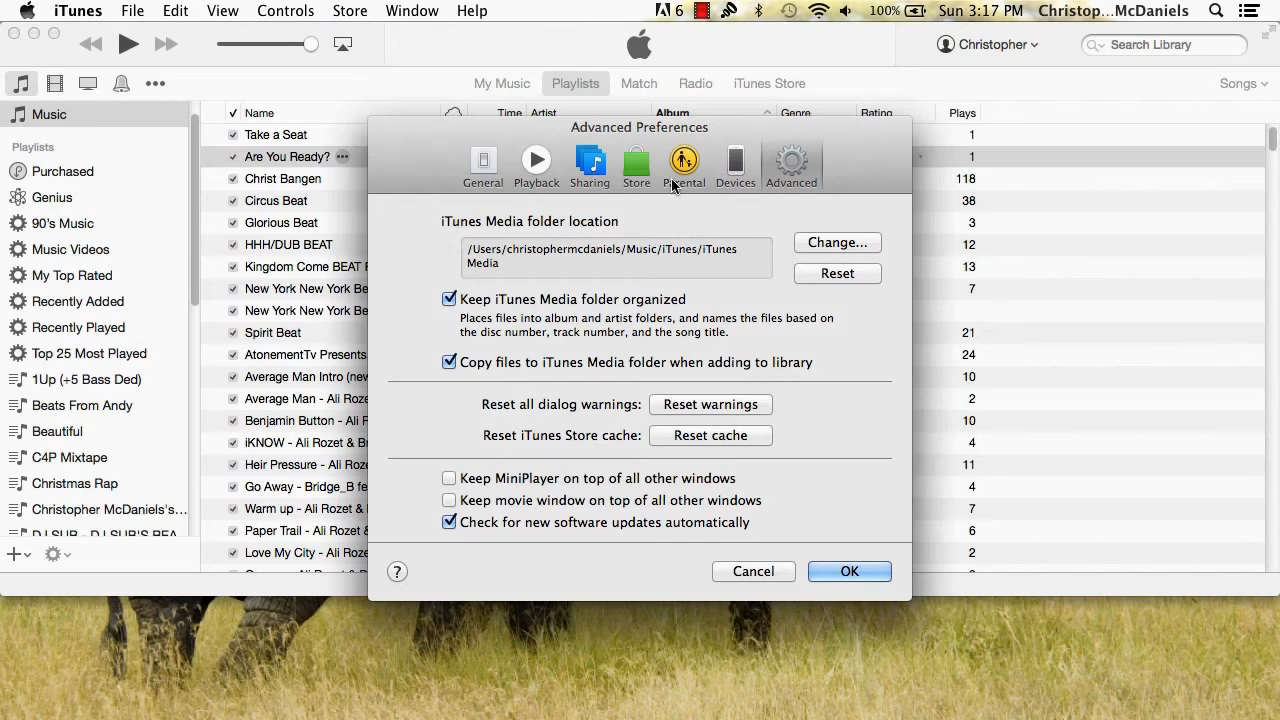 iTunes File Edit View Controls Store Window Help 6 100% Sun 3:17 PM Christop...McDaniels
Christopher Search Library
My Music Playlists Match Radio iTunes Store Songs
Music
Playlists
Purchased
Genius
90's Music
Music Videos
My Top Rated
Recently Added
Recently Played
Top 25 Most Played
1Up (+5 Bass Ded)
Beats From Andy
Beautiful
C4P Mixtape
Christmas Rap
Christopher McDaniels's...
DJ SUB - DJ SUB'S BEA
Name Time Artist Album Genre Rating Plays
Take a Seat 1
Are You Ready? 1
Christ Bangen 118
Circus Beat 38
Glorious Beat 3
HHH/DUB BEAT 12
Kingdom Come BEAT F 13
New York New York Be 7
New York New York Be
Spirit Beat 21
AtonementTv Presents 24
Average Man Intro (new 10
Average Man - Ali Roze 2
Benjamin Button - Ali R 10
iKNOW - Ali Rozet & Br 4
Heir Pressure - Ali Roz 11
Go Away - Bridge_B fe 4
Warm up - Ali Rozet & 7
Paper Trail - Ali Rozet 6
Love My City - Ali Roze 2
Advanced Preferences
General Playback Sharing Store Parental Devices Advanced
iTunes Media folder location
/Users/christophermcdaniels/Music/iTunes/iTunes
Media
Change...
Reset
Keep iTunes Media folder organized
Places files into album and artist folders, and names the files based on
the disc number, track number, and the song title.
Copy files to iTunes Media folder when adding to library
Reset all dialog warnings: Reset warnings
Reset iTunes Store cache: Reset cache
Keep MiniPlayer on top of all other windows
Keep movie window on top of all other windows
Check for new software updates automatically
? Cancel OK